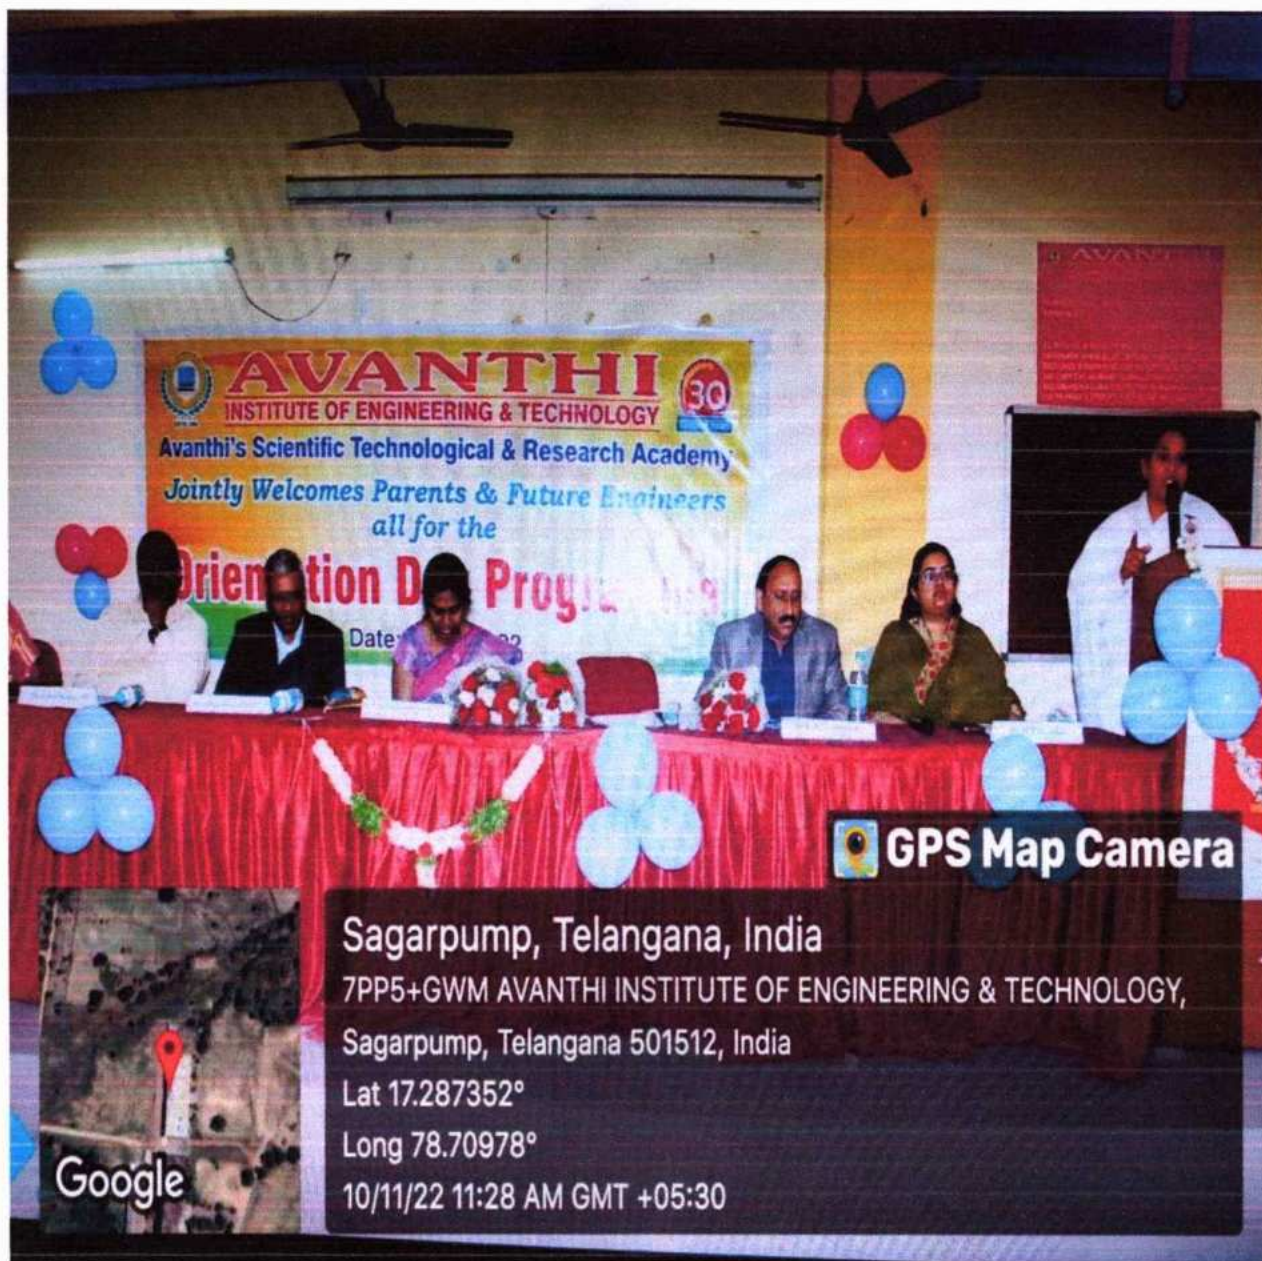 AVANTHI
INSTITUTE OF ENGINEERING & TECHNOLOGY
30
Avanthi's Scientific Technological & Research Academy
Jointly Welcomes Parents & Future Engineers
all for the
Date:
AVANTHI
GPS Map Camera
Sagarpump, Telangana, India
7PP5+GWM AVANTHI INSTITUTE OF ENGINEERING & TECHNOLOGY,
Sagarpump, Telangana 501512, India
Lat 17.287352°
Long 78.70978°
10/11/22 11:28 AM GMT +05:30
Google